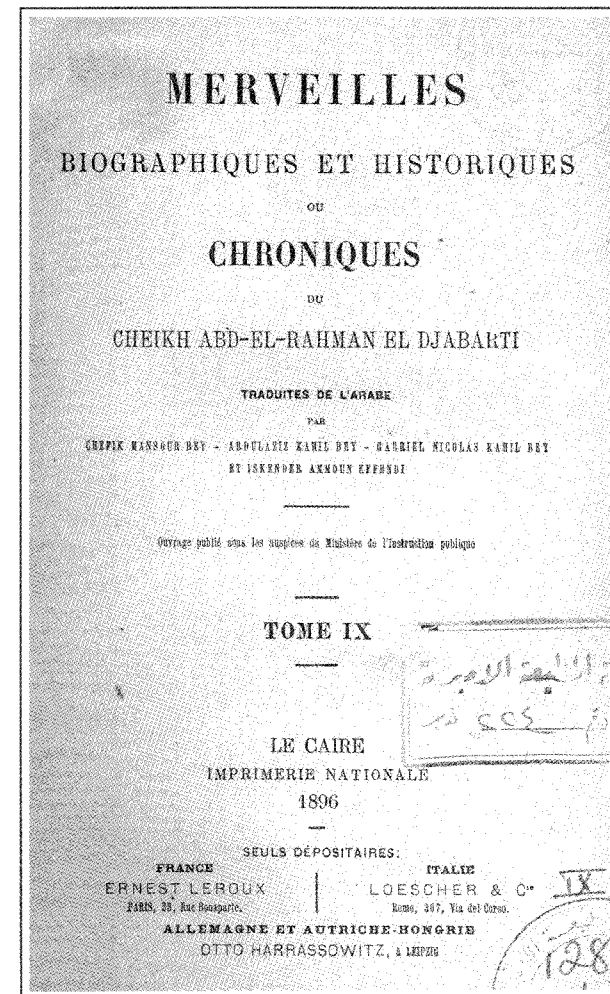 MERVEILLES
BIOGRAPHIQUES ET HISTORIQUES
OU
CHRONIQUES
DU
CHEIKH ABD-EL-RAHMAN EL DJABARTI
TRADUITES DE L'ARABE
PAR
CHEFIK MANSOUR BEY – ABDULAZIZ KAHIL BEY – GABRIEL NICOLAS KAHIL BEY
ET ISKENDER AMMOUN EFFENDI
Ouvrage publié sous les auspices du Ministère de l'Instruction publique
TOME IX
LE CAIRE
IMPRIMERIE NATIONALE
1896
SEULS DÉPOSITAIRES:
FRANCE
ERNEST LEROUX
PARIS, 28, Rue Bonaparte.
ITALIE
LOESCHER & Cie
Rome, 307, Via del Corso.
ALLEMAGNE ET AUTRICHE-HONGRIE
OTTO HARRASSOWITZ, à LEIPZIG
٢٢٤
IX
128